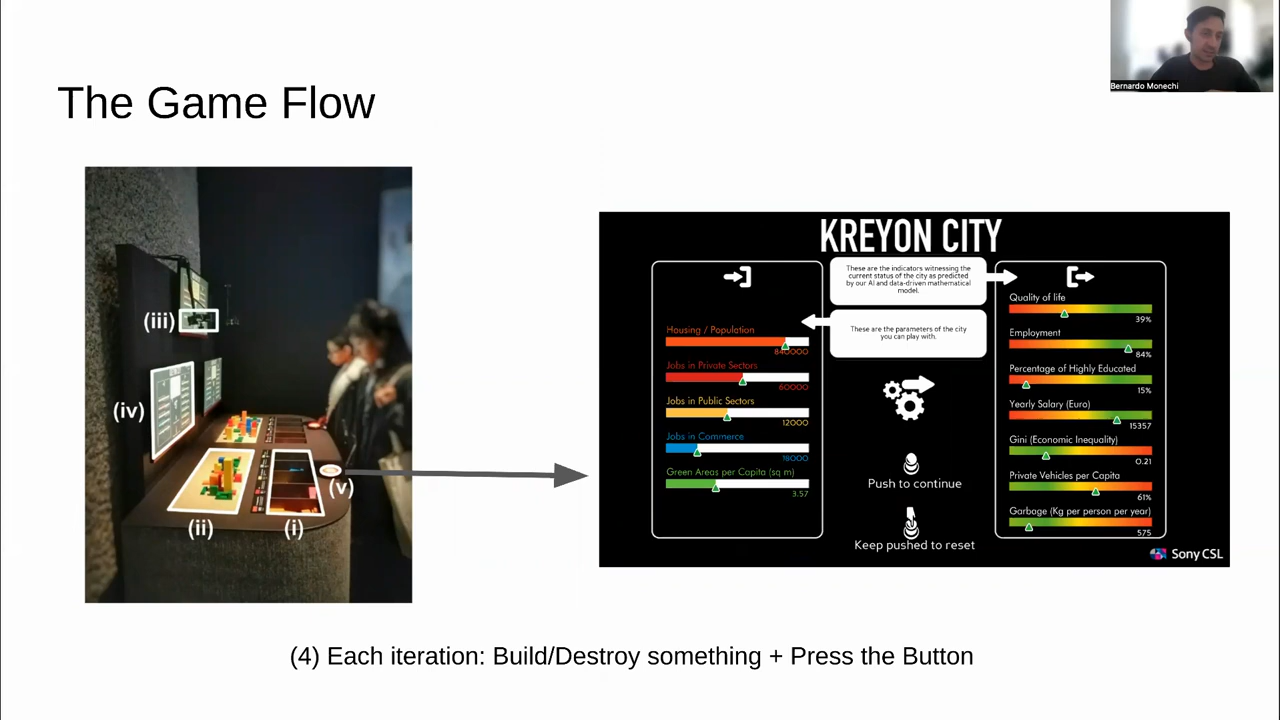 Bernardo Monechi
The Game Flow
(iii)
(iv)
(v)
(ii)
(i)
KREYON CITY
These are the indicators witnessing the
current status of the city as predicted
by our AI and data-driven mathematical
model.
These are the parameters of the city
you can play with.
Housing / Population
840000
Jobs in Private Sectors
60000
Jobs in Public Sectors
12000
Jobs in Commerce
18000
Green Areas per Capita (sq m)
3.57
Push to continue
Keep pushed to reset
Quality of life
39%
Employment
84%
Percentage of Highly Educated
15%
Yearly Salary (Euro)
15357
Gini (Economic Inequality)
0.21
Private Vehicles per Capita
61%
Garbage (Kg per person per year)
575
Sony CSL
(4) Each iteration: Build/Destroy something + Press the Button